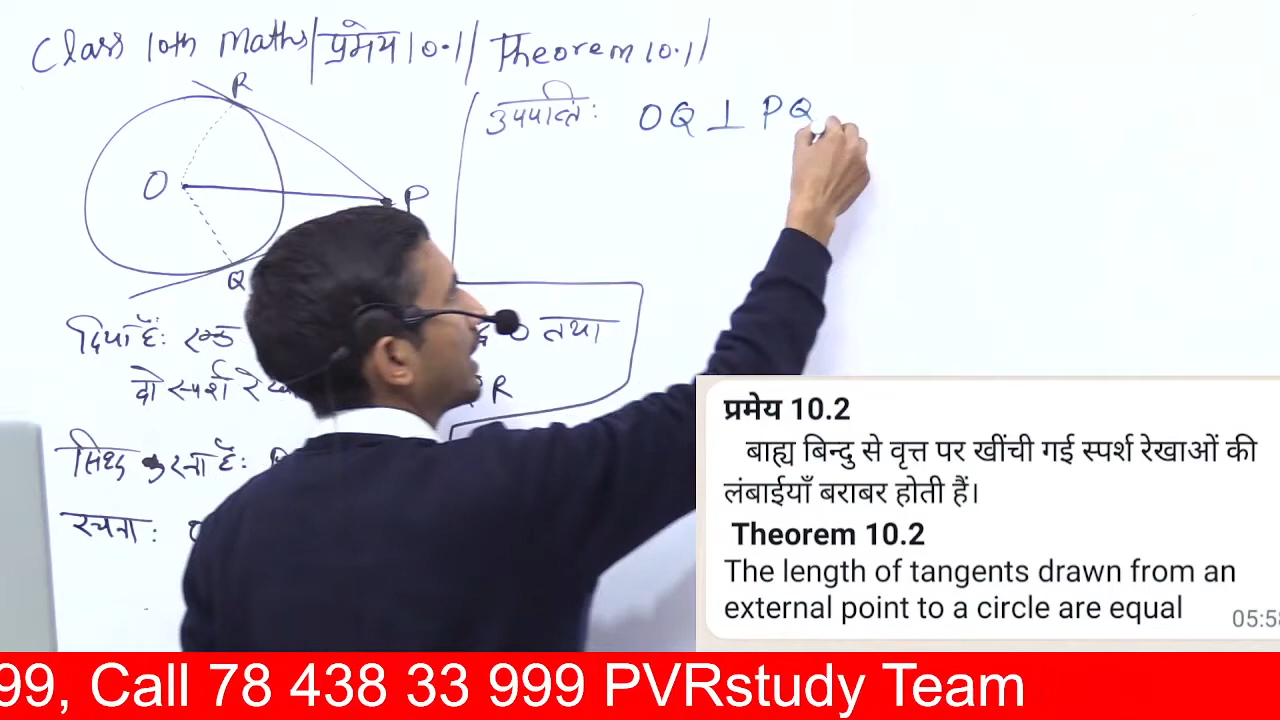 Class 10th Maths | प्रमेय 10.1 | Theorem 10.1 |
R
O
P
Q
उपपत्ति: OQ ⊥ PQ
दिया है: एक O तथा
दो स्पर्श रेखा R
सिध्द करना है:
रचना:
प्रमेय 10.2
बाह्य बिन्दु से वृत्त पर खींची गई स्पर्श रेखाओं की
लंबाईयाँ बराबर होती हैं।
Theorem 10.2
The length of tangents drawn from an
external point to a circle are equal
05:58
99, Call 78 438 33 999 PVRstudy Team